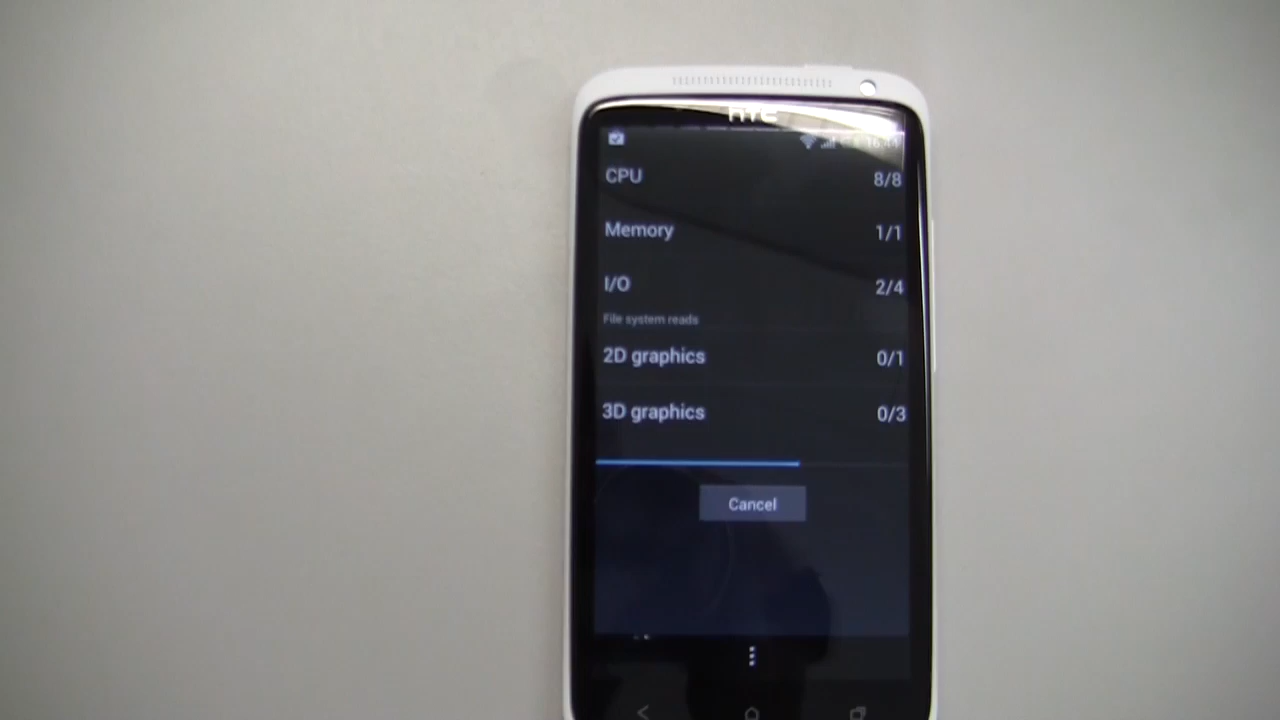 hTC
CPU 8/8
Memory 1/1
I/O 2/4
File system reads
2D graphics 0/1
3D graphics 0/3
Cancel